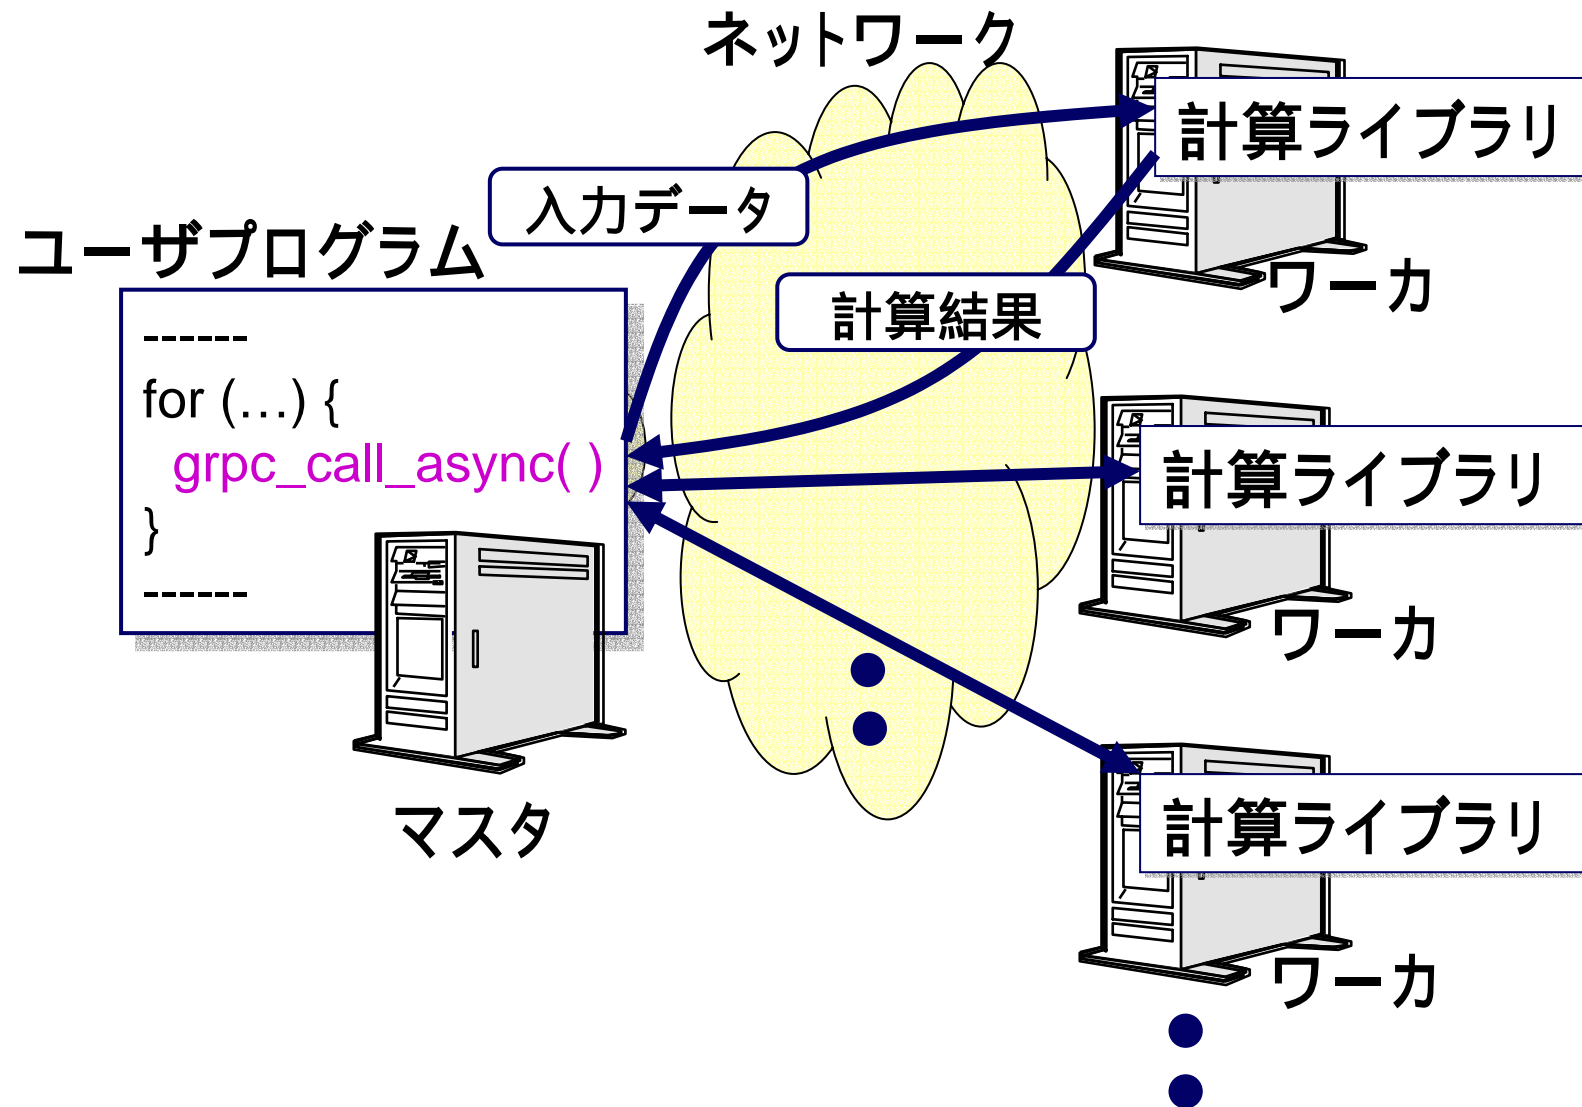 ネットワーク
計算ライブラリ
入力データ
ユーザプログラム
ワーカ
計算結果
------
for (…) {
grpc_call_async( )
}
------
計算ライブラリ
ワーカ
マスタ
計算ライブラリ
ワーカ